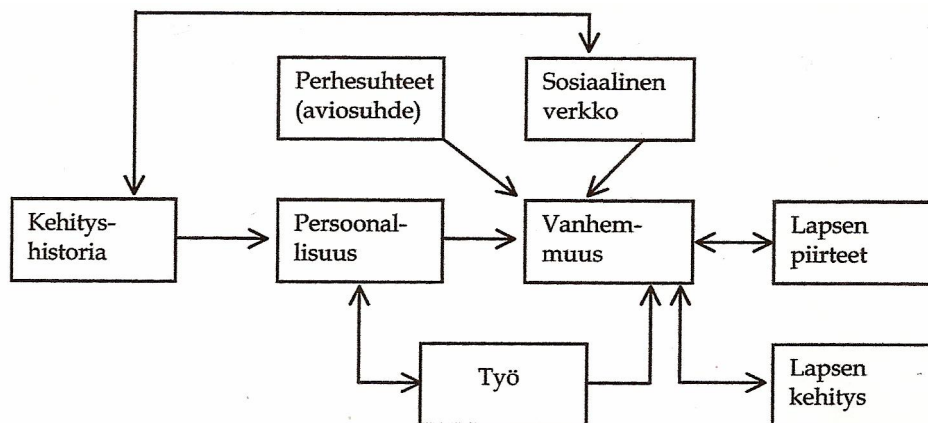 Perhesuhteet
(aviosuhde)
Sosiaalinen
verkko
Kehitys-
historia
Persoonal-
lisuus
Vanhem-
muus
Lapsen
piirteet
Työ
Lapsen
kehitys